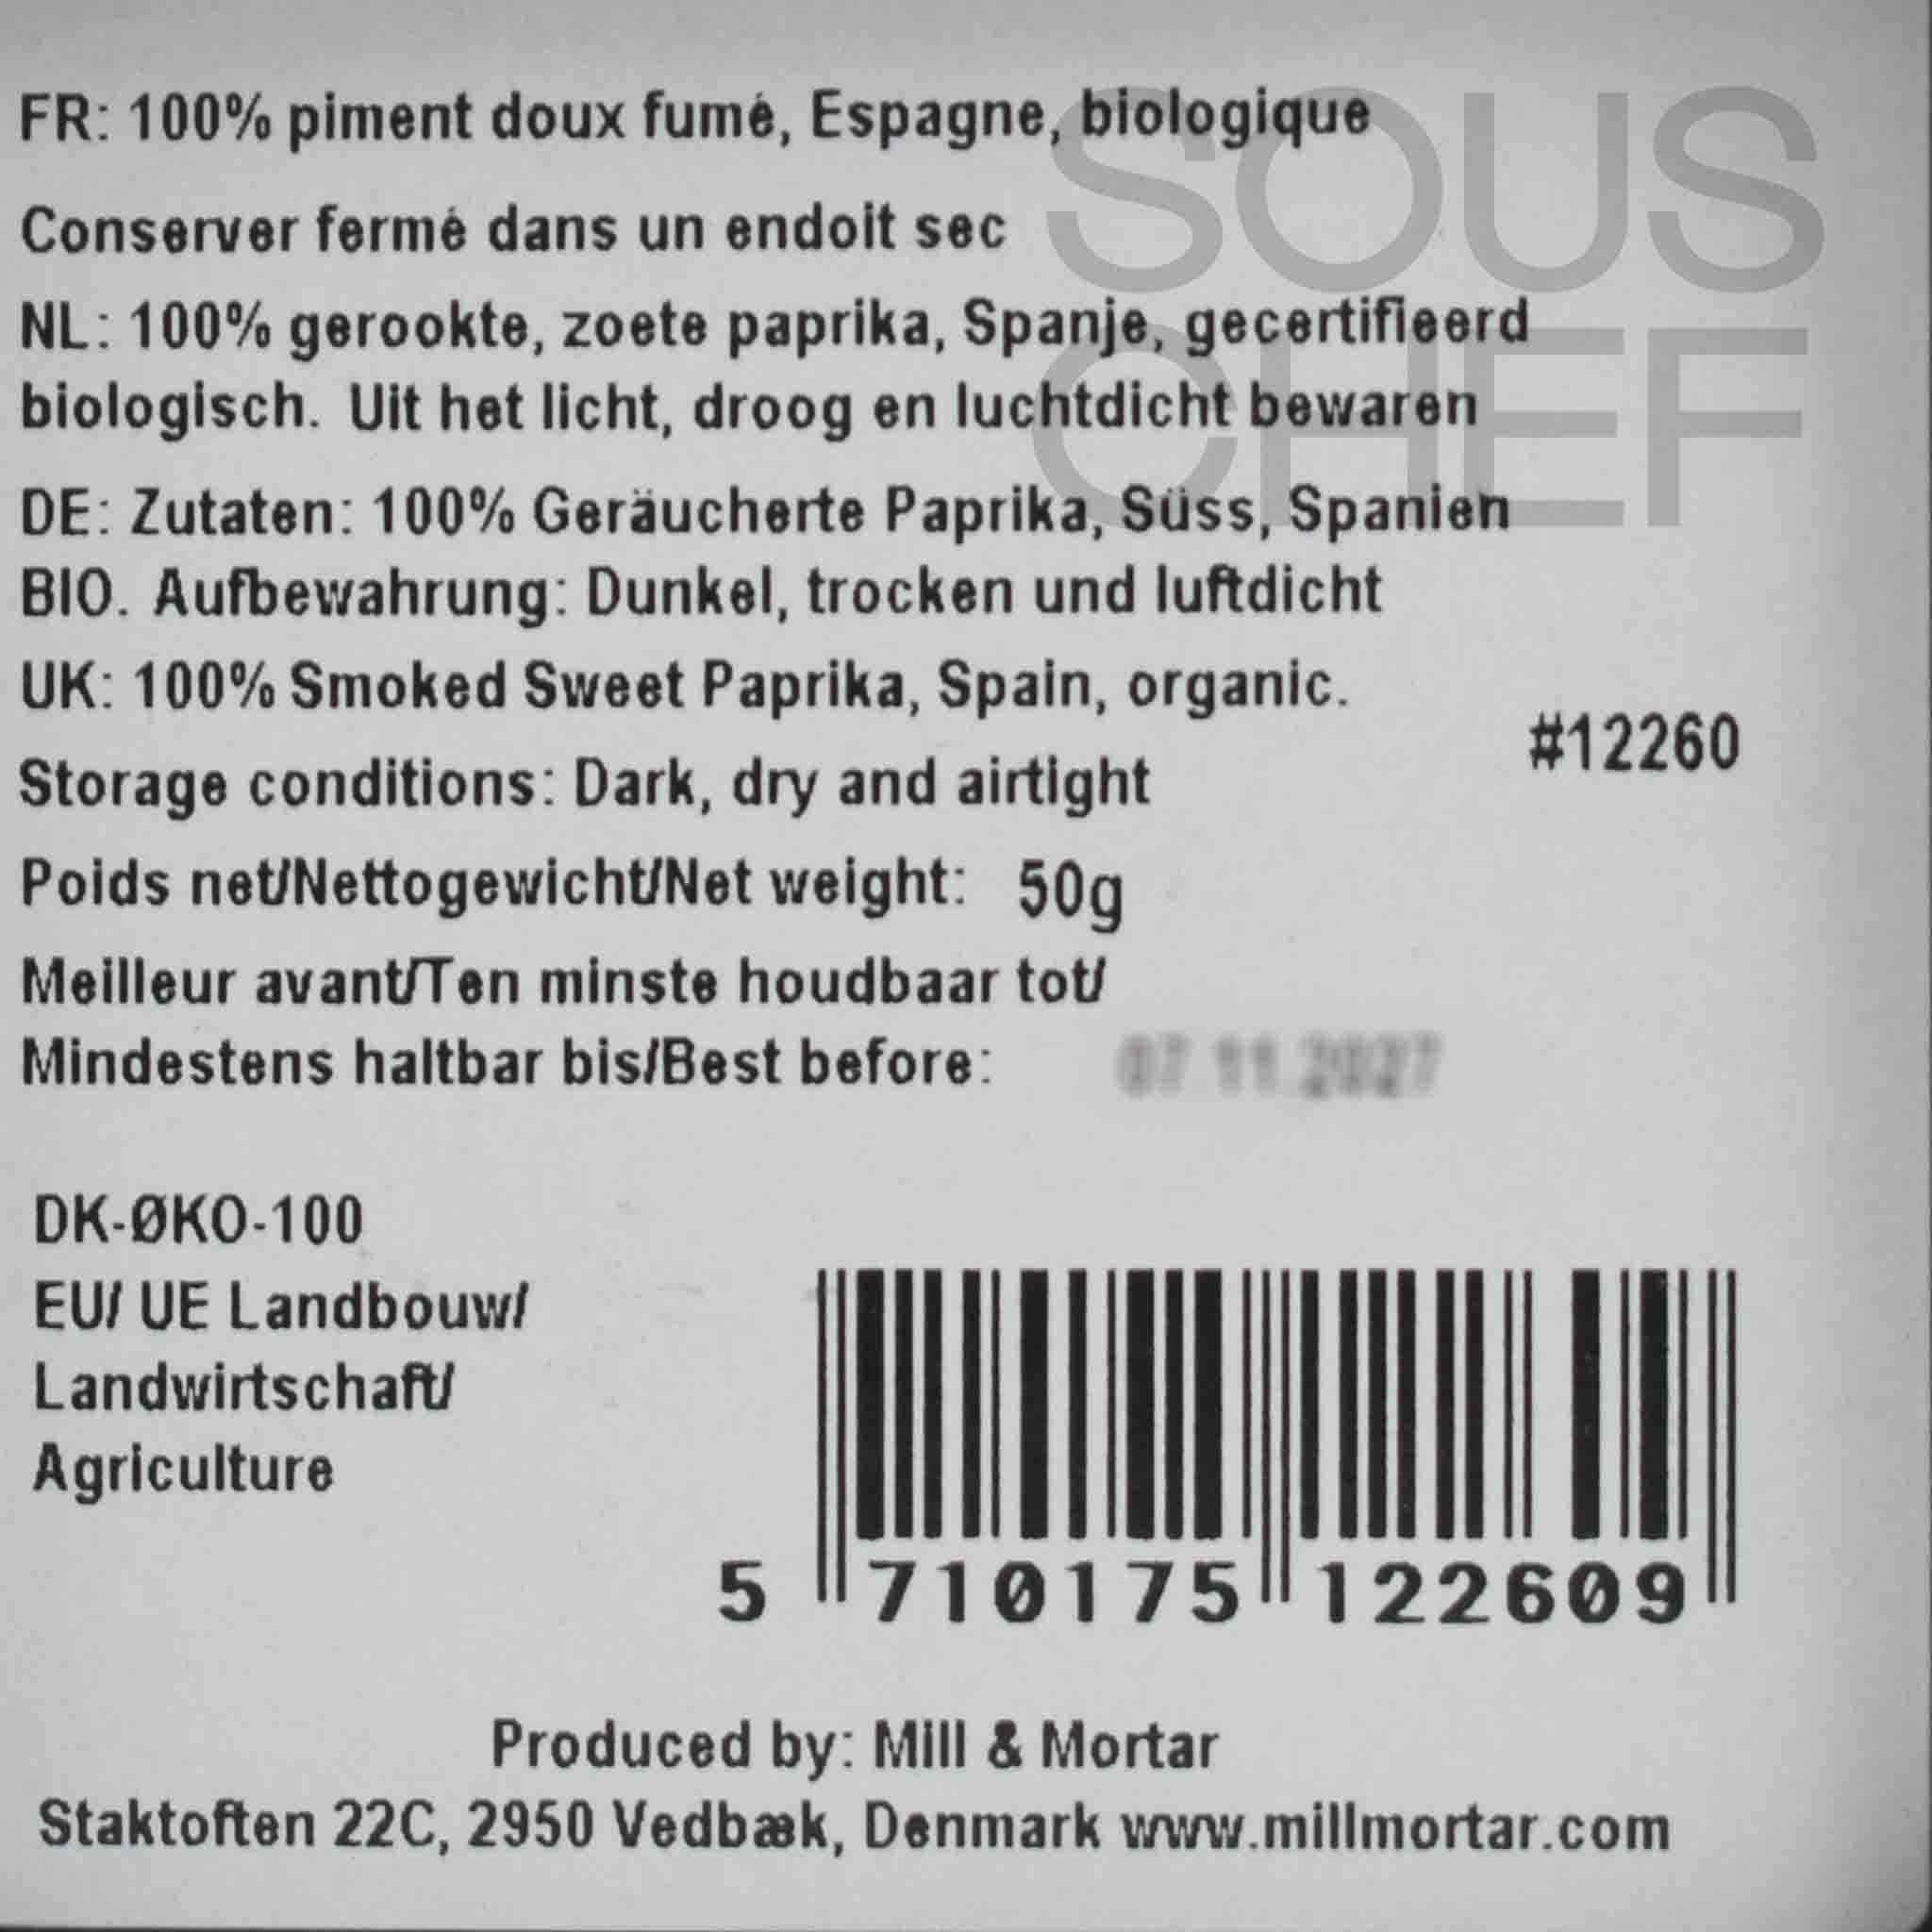 SOUS
CHEF
FR: 100% piment doux fumé, Espagne, biologique
Conserver fermé dans un endoit sec
NL: 100% gerookte, zoete paprika, Spanje, gecertifieerd
biologisch. Uit het licht, droog en luchtdicht bewaren
DE: Zutaten: 100% Geräucherte Paprika, Süss, Spanien
BIO. Aufbewahrung: Dunkel, trocken und luftdicht
UK: 100% Smoked Sweet Paprika, Spain, organic.
#12260
Storage conditions: Dark, dry and airtight
Poids net/Nettogewicht/Net weight: 50g
Meilleur avant/Ten minste houdbaar tot/
Mindestens haltbar bis/Best before:
DK-ØKO-100
EU/ UE Landbouw/
Landwirtschaft/
Agriculture
5 710175 122609
Produced by: Mill & Mortar
Staktoften 22C, 2950 Vedbæk, Denmark www.millmortar.com